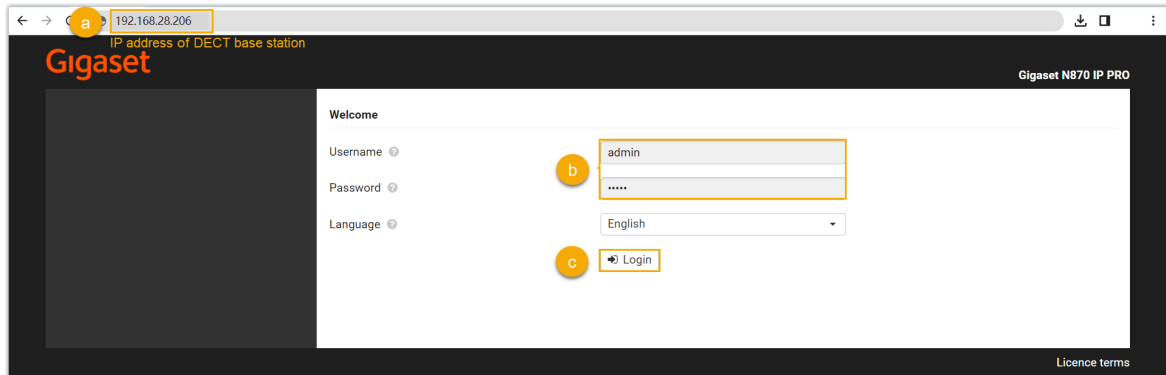 a
192.168.28.206
IP address of DECT base station
Gigaset
Gigaset N870 IP PRO
Welcome
Username
admin
b
Password
•••••
Language
English
c
Login
Licence terms